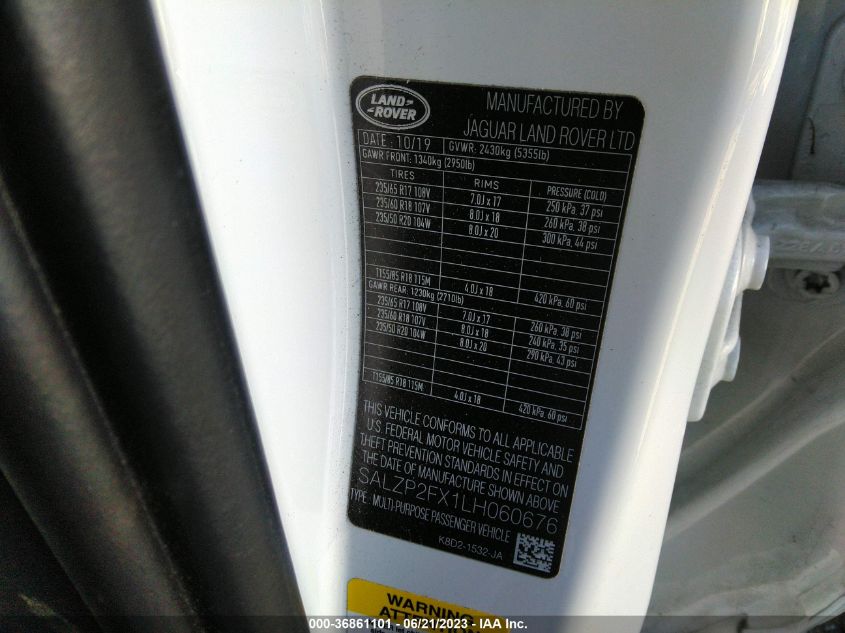 LAND
ROVER
MANUFACTURED BY
JAGUAR LAND ROVER LTD
DATE: 10/19 GVWR: 2430kg (5355lb)
GAWR FRONT: 1340kg (2950lb)
TIRES RIMS PRESSURE (COLD)
235/65 R17 108V 7.0J x 17 250 kPa. 37 psi
235/60 R18 107V 8.0J x 18 260 kPa. 38 psi
235/50 R20 104W 8.0J x 20 300 kPa. 44 psi
T155/85 R18 115M 4.0J x 18 420 kPa. 60 psi
GAWR REAR: 1230kg (2710lb)
235/65 R17 108V 7.0J x 17 260 kPa. 38 psi
235/60 R18 107V 8.0J x 18 240 kPa. 35 psi
235/50 R20 104W 8.0J x 20 290 kPa. 43 psi
T155/85 R18 115M 4.0J x 18 420 kPa. 60 psi
THIS VEHICLE CONFORMS TO ALL APPLICABLE
U.S. FEDERAL MOTOR VEHICLE SAFETY AND
THEFT PREVENTION STANDARDS IN EFFECT ON
THE DATE OF MANUFACTURE SHOWN ABOVE
SALZP2FX1LH060676
TYPE: MULTI-PURPOSE PASSENGER VEHICLE
K8D2-1532-JA
WARNING
ATTENTION
000-36861101 - 06/21/2023 - IAA Inc.